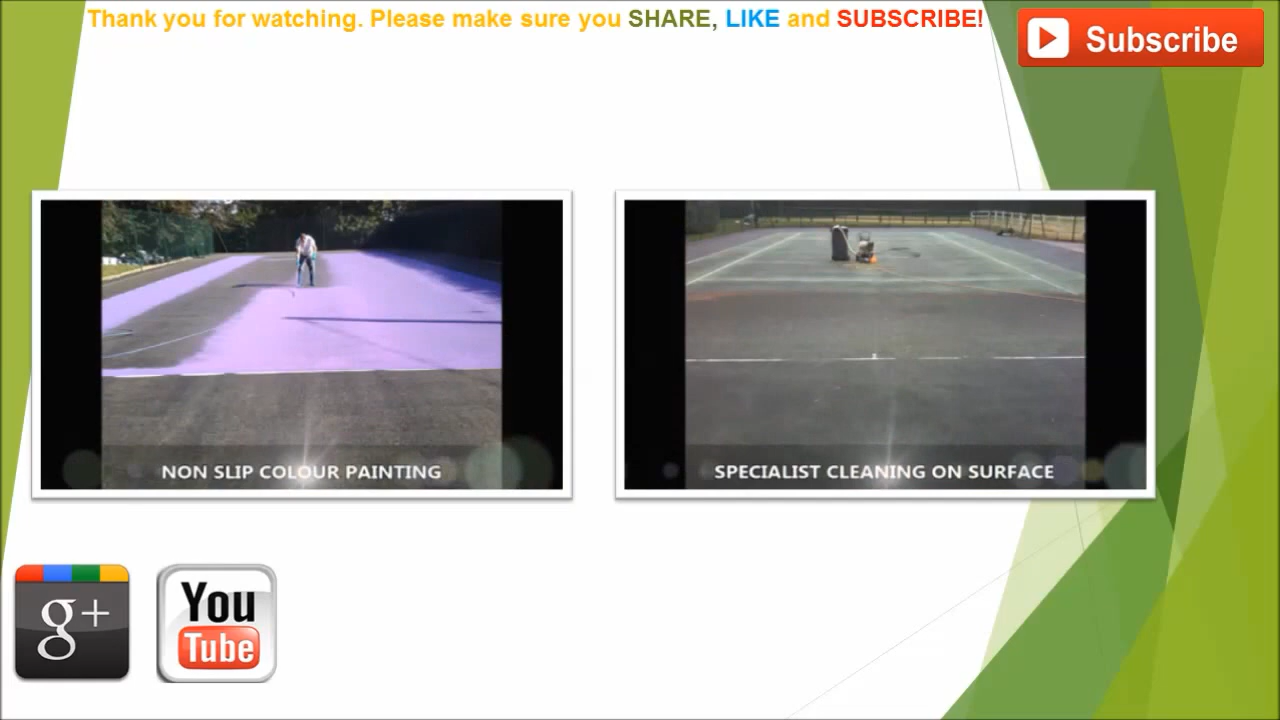 Thank you for watching. Please make sure you SHARE, LIKE and SUBSCRIBE!
Subscribe
NON SLIP COLOUR PAINTING
SPECIALIST CLEANING ON SURFACE
g+
You
Tube